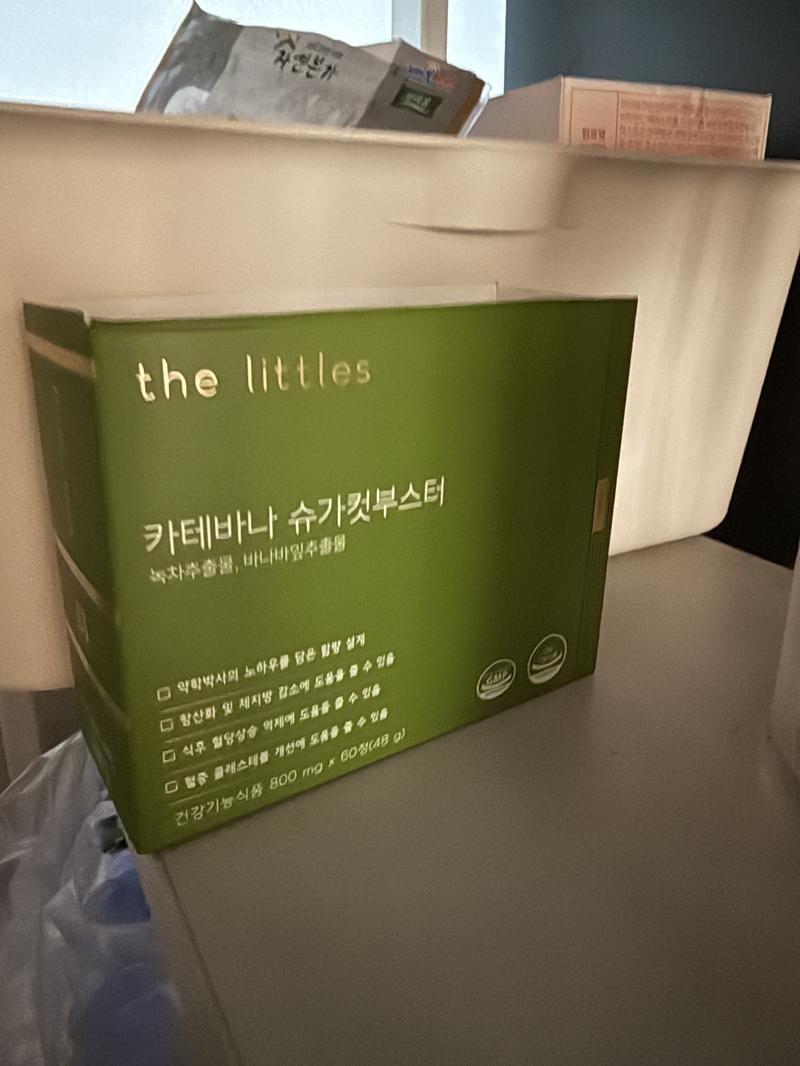 자연본가
the littles
카테바나 슈가컷부스터
녹차추출물, 바나바잎추출물
약학박사의 노하우를 담은 함량 설계
항산화 및 체지방 감소에 도움을 줄 수 있음
식후 혈당상승 억제에 도움을 줄 수 있음
혈중 콜레스테롤 개선에 도움을 줄 수 있음
건강기능식품 800 mg x 60정(48 g)
GMP